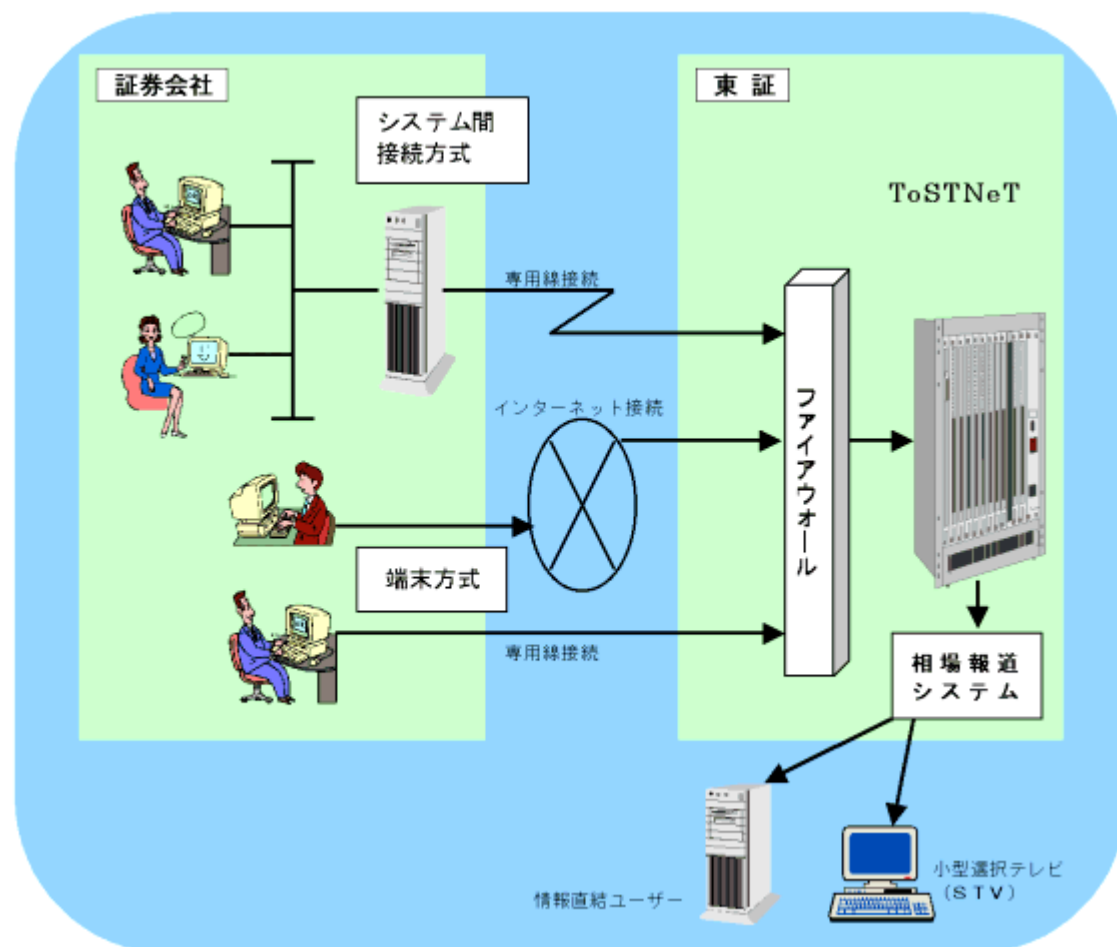 証券会社
東 証
システム間
接続方式
ToSTNeT
専用線接続
インターネット接続
ファイアウォール
端末方式
専用線接続
相場報道
システム
小型選択テレビ
(STV)
情報直結ユーザー